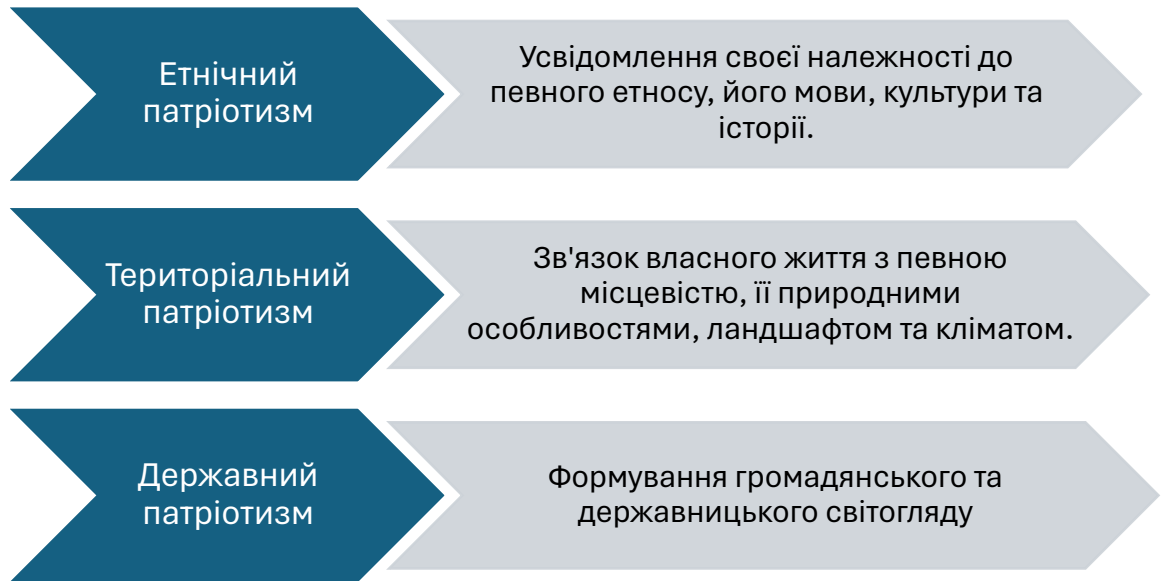 Етнічний
патріотизм
Усвідомлення своєї належності до
певного етносу, його мови, культури та
історії.
Територіальний
патріотизм
Зв'язок власного життя з певною
місцевістю, її природними
особливостями, ландшафтом та кліматом.
Державний
патріотизм
Формування громадянського та
державницького світогляду